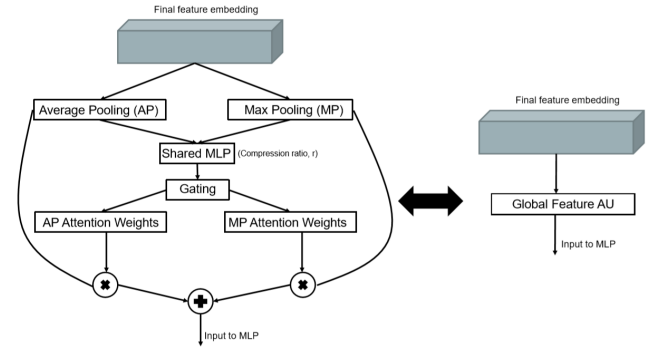 Final feature embedding
Average Pooling (AP)
Max Pooling (MP)
Shared MLP
(Compression ratio, r)
Gating
AP Attention Weights
MP Attention Weights
Input to MLP
Final feature embedding
Global Feature AU
Input to MLP